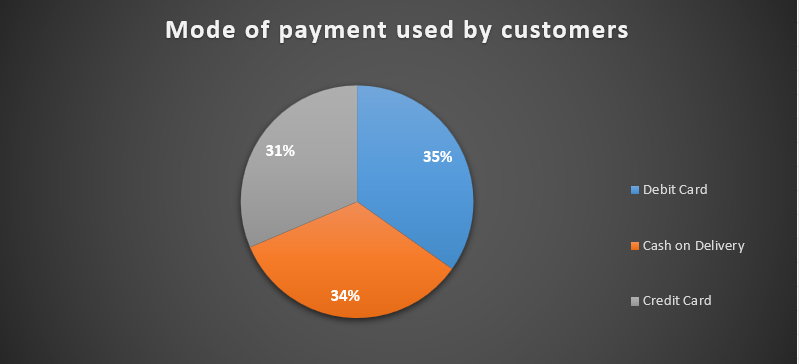 Mode of payment used by customers
31%
35%
34%
Debit Card
Cash on Delivery
Credit Card